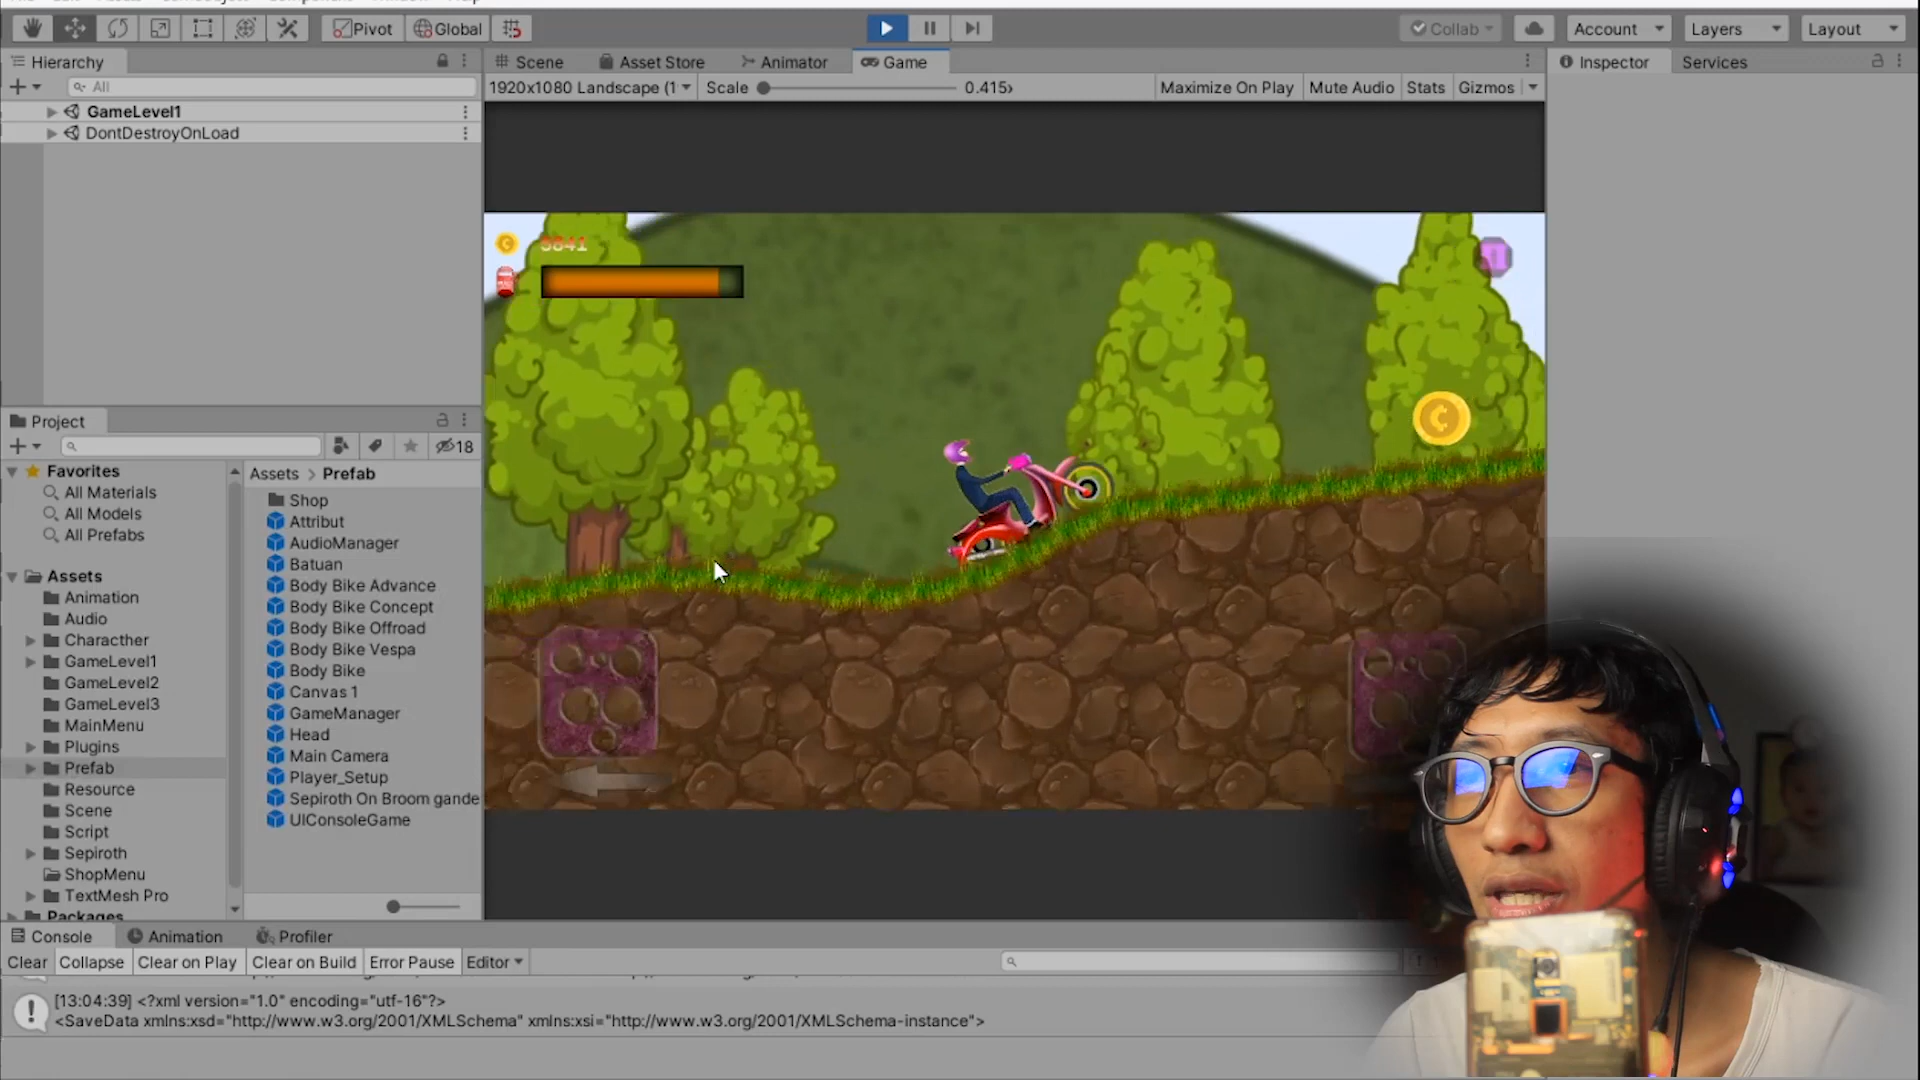 Pivot
Global
Collab
Account
Layers
Layout
Hierarchy
All
GameLevel1
DontDestroyOnLoad
Scene
Asset Store
Animator
Game
1920x1080 Landscape (1
Scale
0.415x
Maximize On Play
Mute Audio
Stats
Gizmos
Inspector
Services
Project
18
Favorites
All Materials
All Models
All Prefabs
Assets
Animation
Audio
Characther
GameLevel1
GameLevel2
GameLevel3
MainMenu
Plugins
Prefab
Resource
Scene
Script
Sepiroth
ShopMenu
TextMesh Pro
Packages
Assets > Prefab
Shop
Attribut
AudioManager
Batuan
Body Bike Advance
Body Bike Concept
Body Bike Offroad
Body Bike Vespa
Body Bike
Canvas 1
GameManager
Head
Main Camera
Player_Setup
Sepiroth On Broom gande
UIConsoleGame
Console
Animation
Profiler
Clear
Collapse
Clear on Play
Clear on Build
Error Pause
Editor
[13:04:39] <?xml version="1.0" encoding="utf-16"?>
<SaveData xmlns:xsd="http://www.w3.org/2001/XMLSchema" xmlns:xsi="http://www.w3.org/2001/XMLSchema-instance">